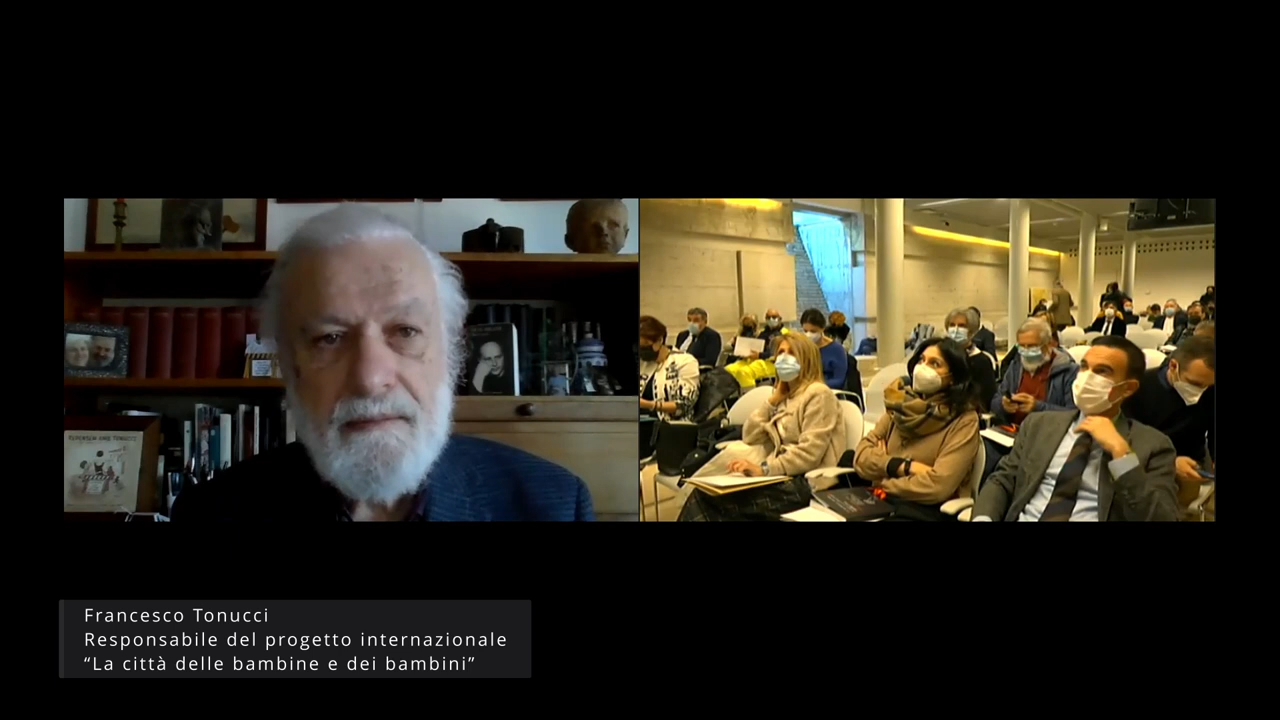 Francesco Tonucci
Responsabile del progetto internazionale
“La città delle bambine e dei bambini”